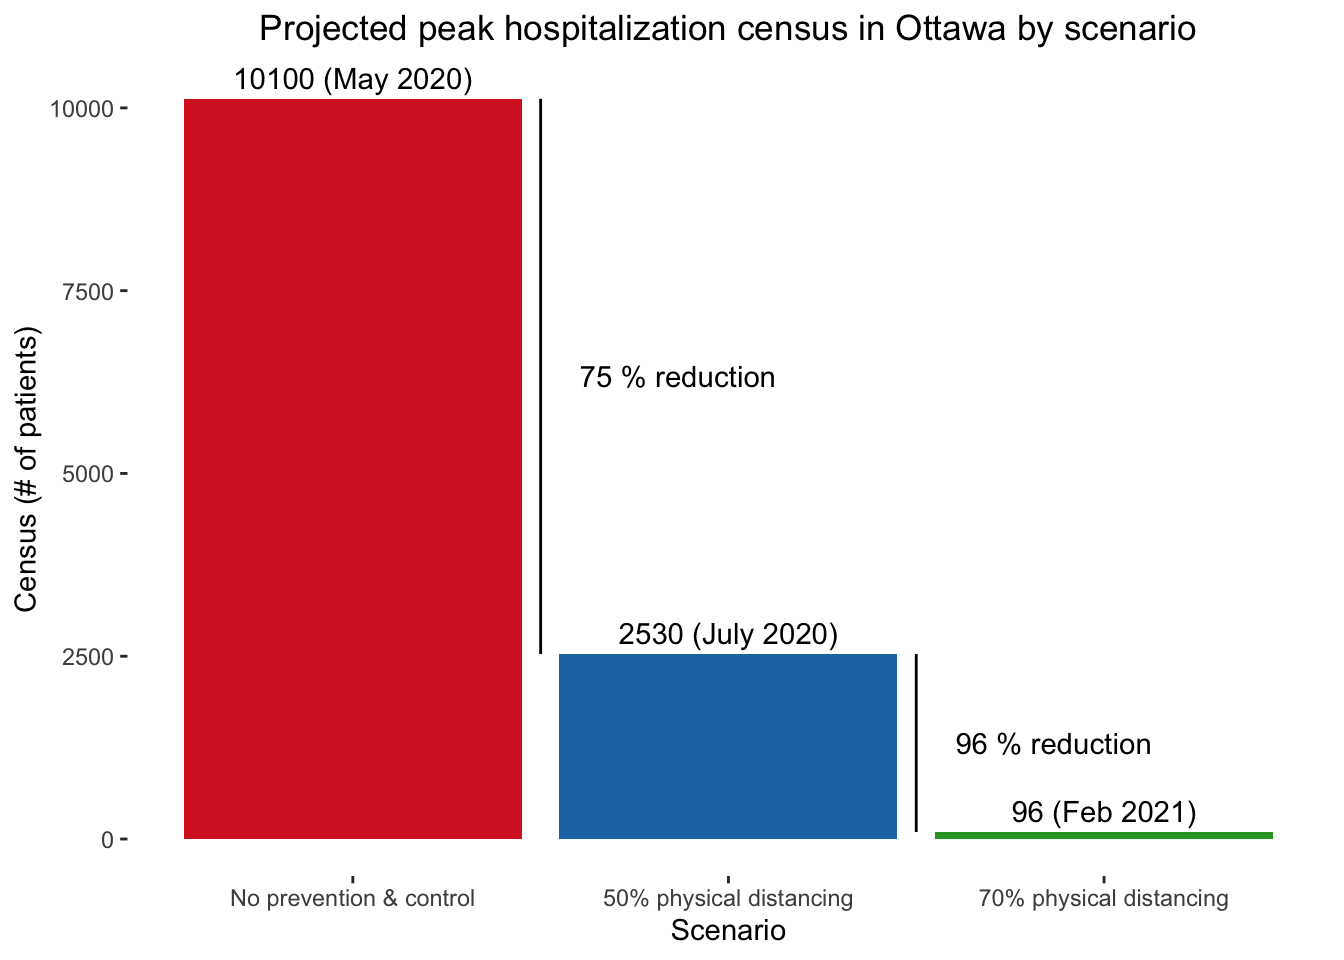 Projected peak hospitalization census in Ottawa by scenario
10100 (May 2020)
10000
7500
75 % reduction
5000
Census (# of patients)
2530 (July 2020)
2500
96 % reduction
96 (Feb 2021)
0
No prevention & control
50% physical distancing
70% physical distancing
Scenario